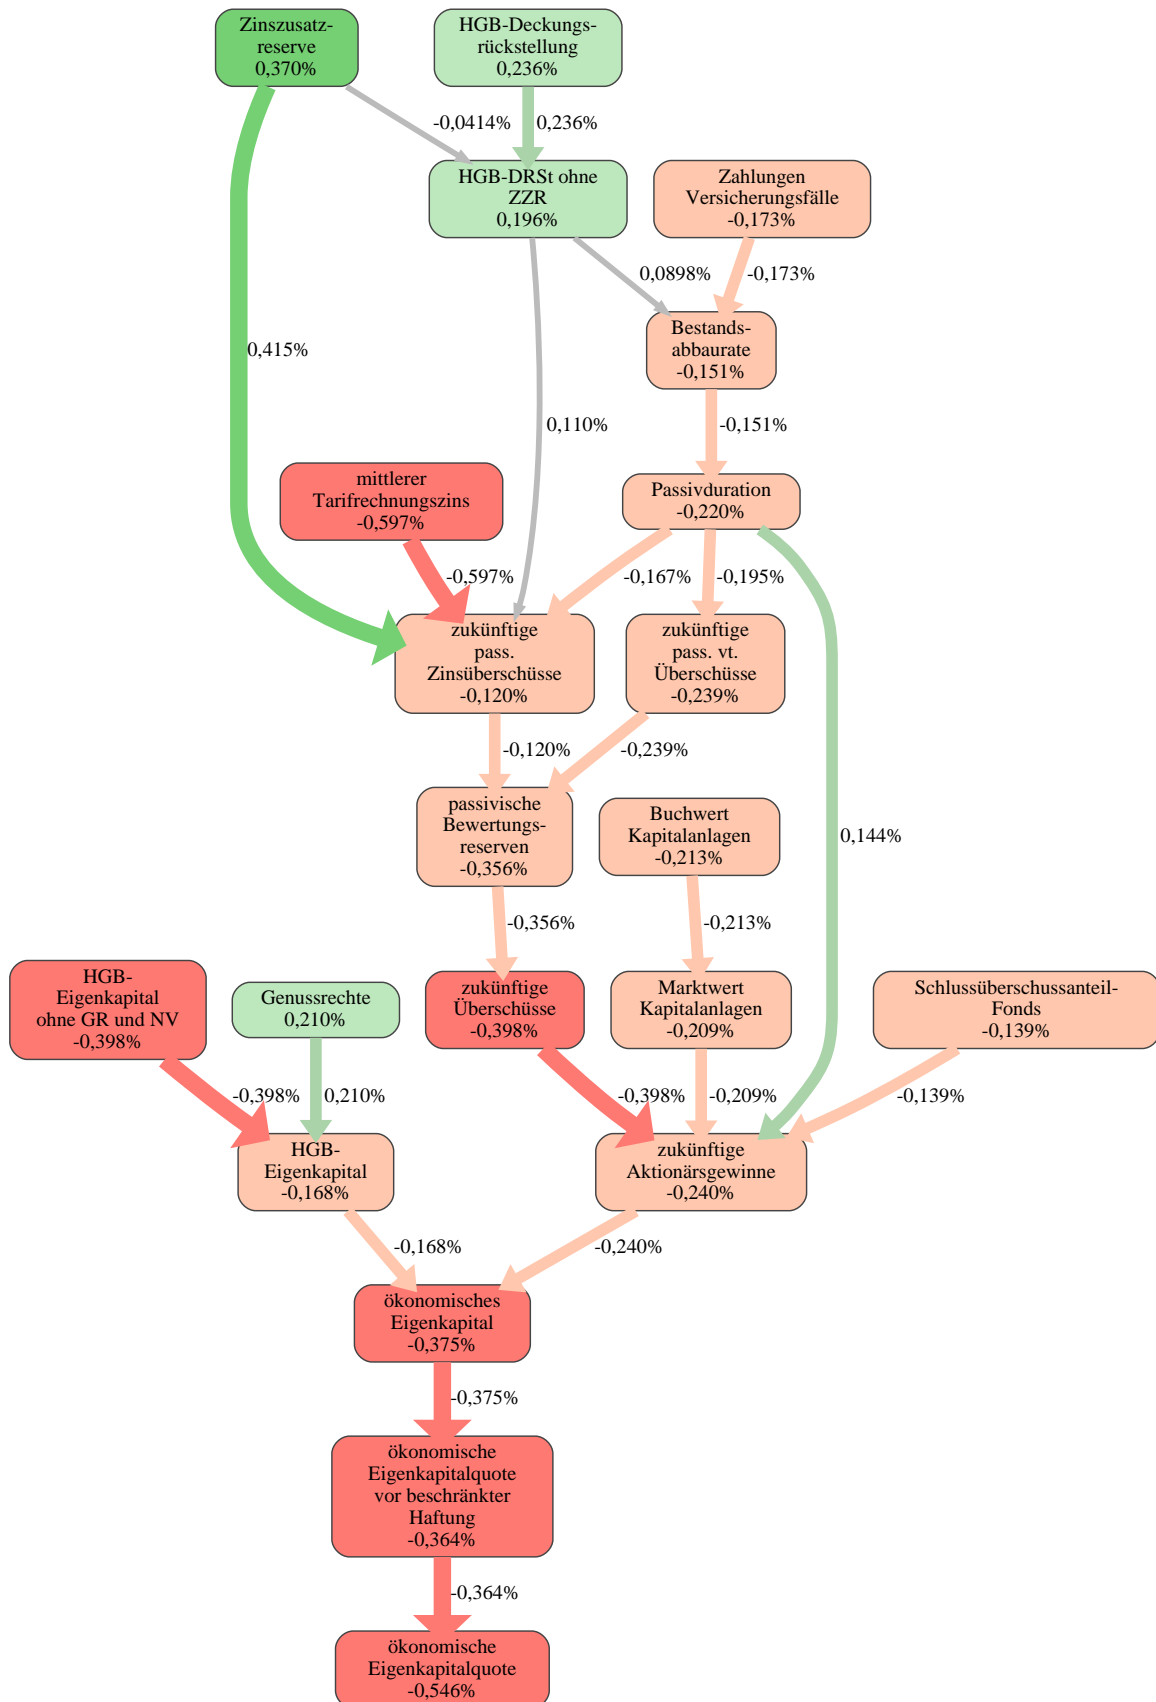 Zinszusatz-
reserve
0,370%
HGB-Deckungs-
rückstellung
0,236%
-0,0414%
0,236%
HGB-DRSt ohne
ZZR
0,196%
Zahlungen
Versicherungsfälle
-0,173%
0,0898%
-0,173%
Bestands-
abbaurate
-0,151%
0,415%
0,110%
-0,151%
mittlerer
Tarifrechnungszins
-0,597%
Passivduration
-0,220%
-0,597%
-0,167%
-0,195%
zukünftige
pass.
Zinsüberschüsse
-0,120%
zukünftige
pass. vt.
Überschüsse
-0,239%
-0,120%
-0,239%
passivische
Bewertungs-
reserven
-0,356%
Buchwert
Kapitalanlagen
-0,213%
0,144%
-0,356%
-0,213%
HGB-
Eigenkapital
ohne GR und NV
-0,398%
Genussrechte
0,210%
zukünftige
Überschüsse
-0,398%
Marktwert
Kapitalanlagen
-0,209%
Schlussüberschussanteil-
Fonds
-0,139%
-0,398%
0,210%
-0,398%
-0,209%
-0,139%
HGB-
Eigenkapital
-0,168%
zukünftige
Aktionärsgewinne
-0,240%
-0,168%
-0,240%
ökonomisches
Eigenkapital
-0,375%
-0,375%
ökonomische
Eigenkapitalquote
vor beschränkter
Haftung
-0,364%
-0,364%
ökonomische
Eigenkapitalquote
-0,546%